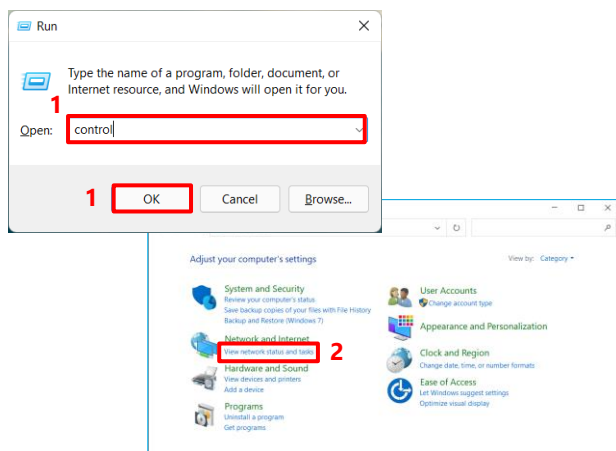 Run
Type the name of a program, folder, document, or
Internet resource, and Windows will open it for you.
1
Open: control
1 OK Cancel Browse...
Adjust your computer's settings
View by: Category
System and Security
Review your computer's status
Save backup copies of your files with File History
Backup and Restore (Windows 7)
Network and Internet
View network status and tasks
2
Hardware and Sound
View devices and printers
Add a device
Programs
Uninstall a program
Get programs
User Accounts
Change account type
Appearance and Personalization
Clock and Region
Change date, time, or number formats
Ease of Access
Let Windows suggest settings
Optimize visual display